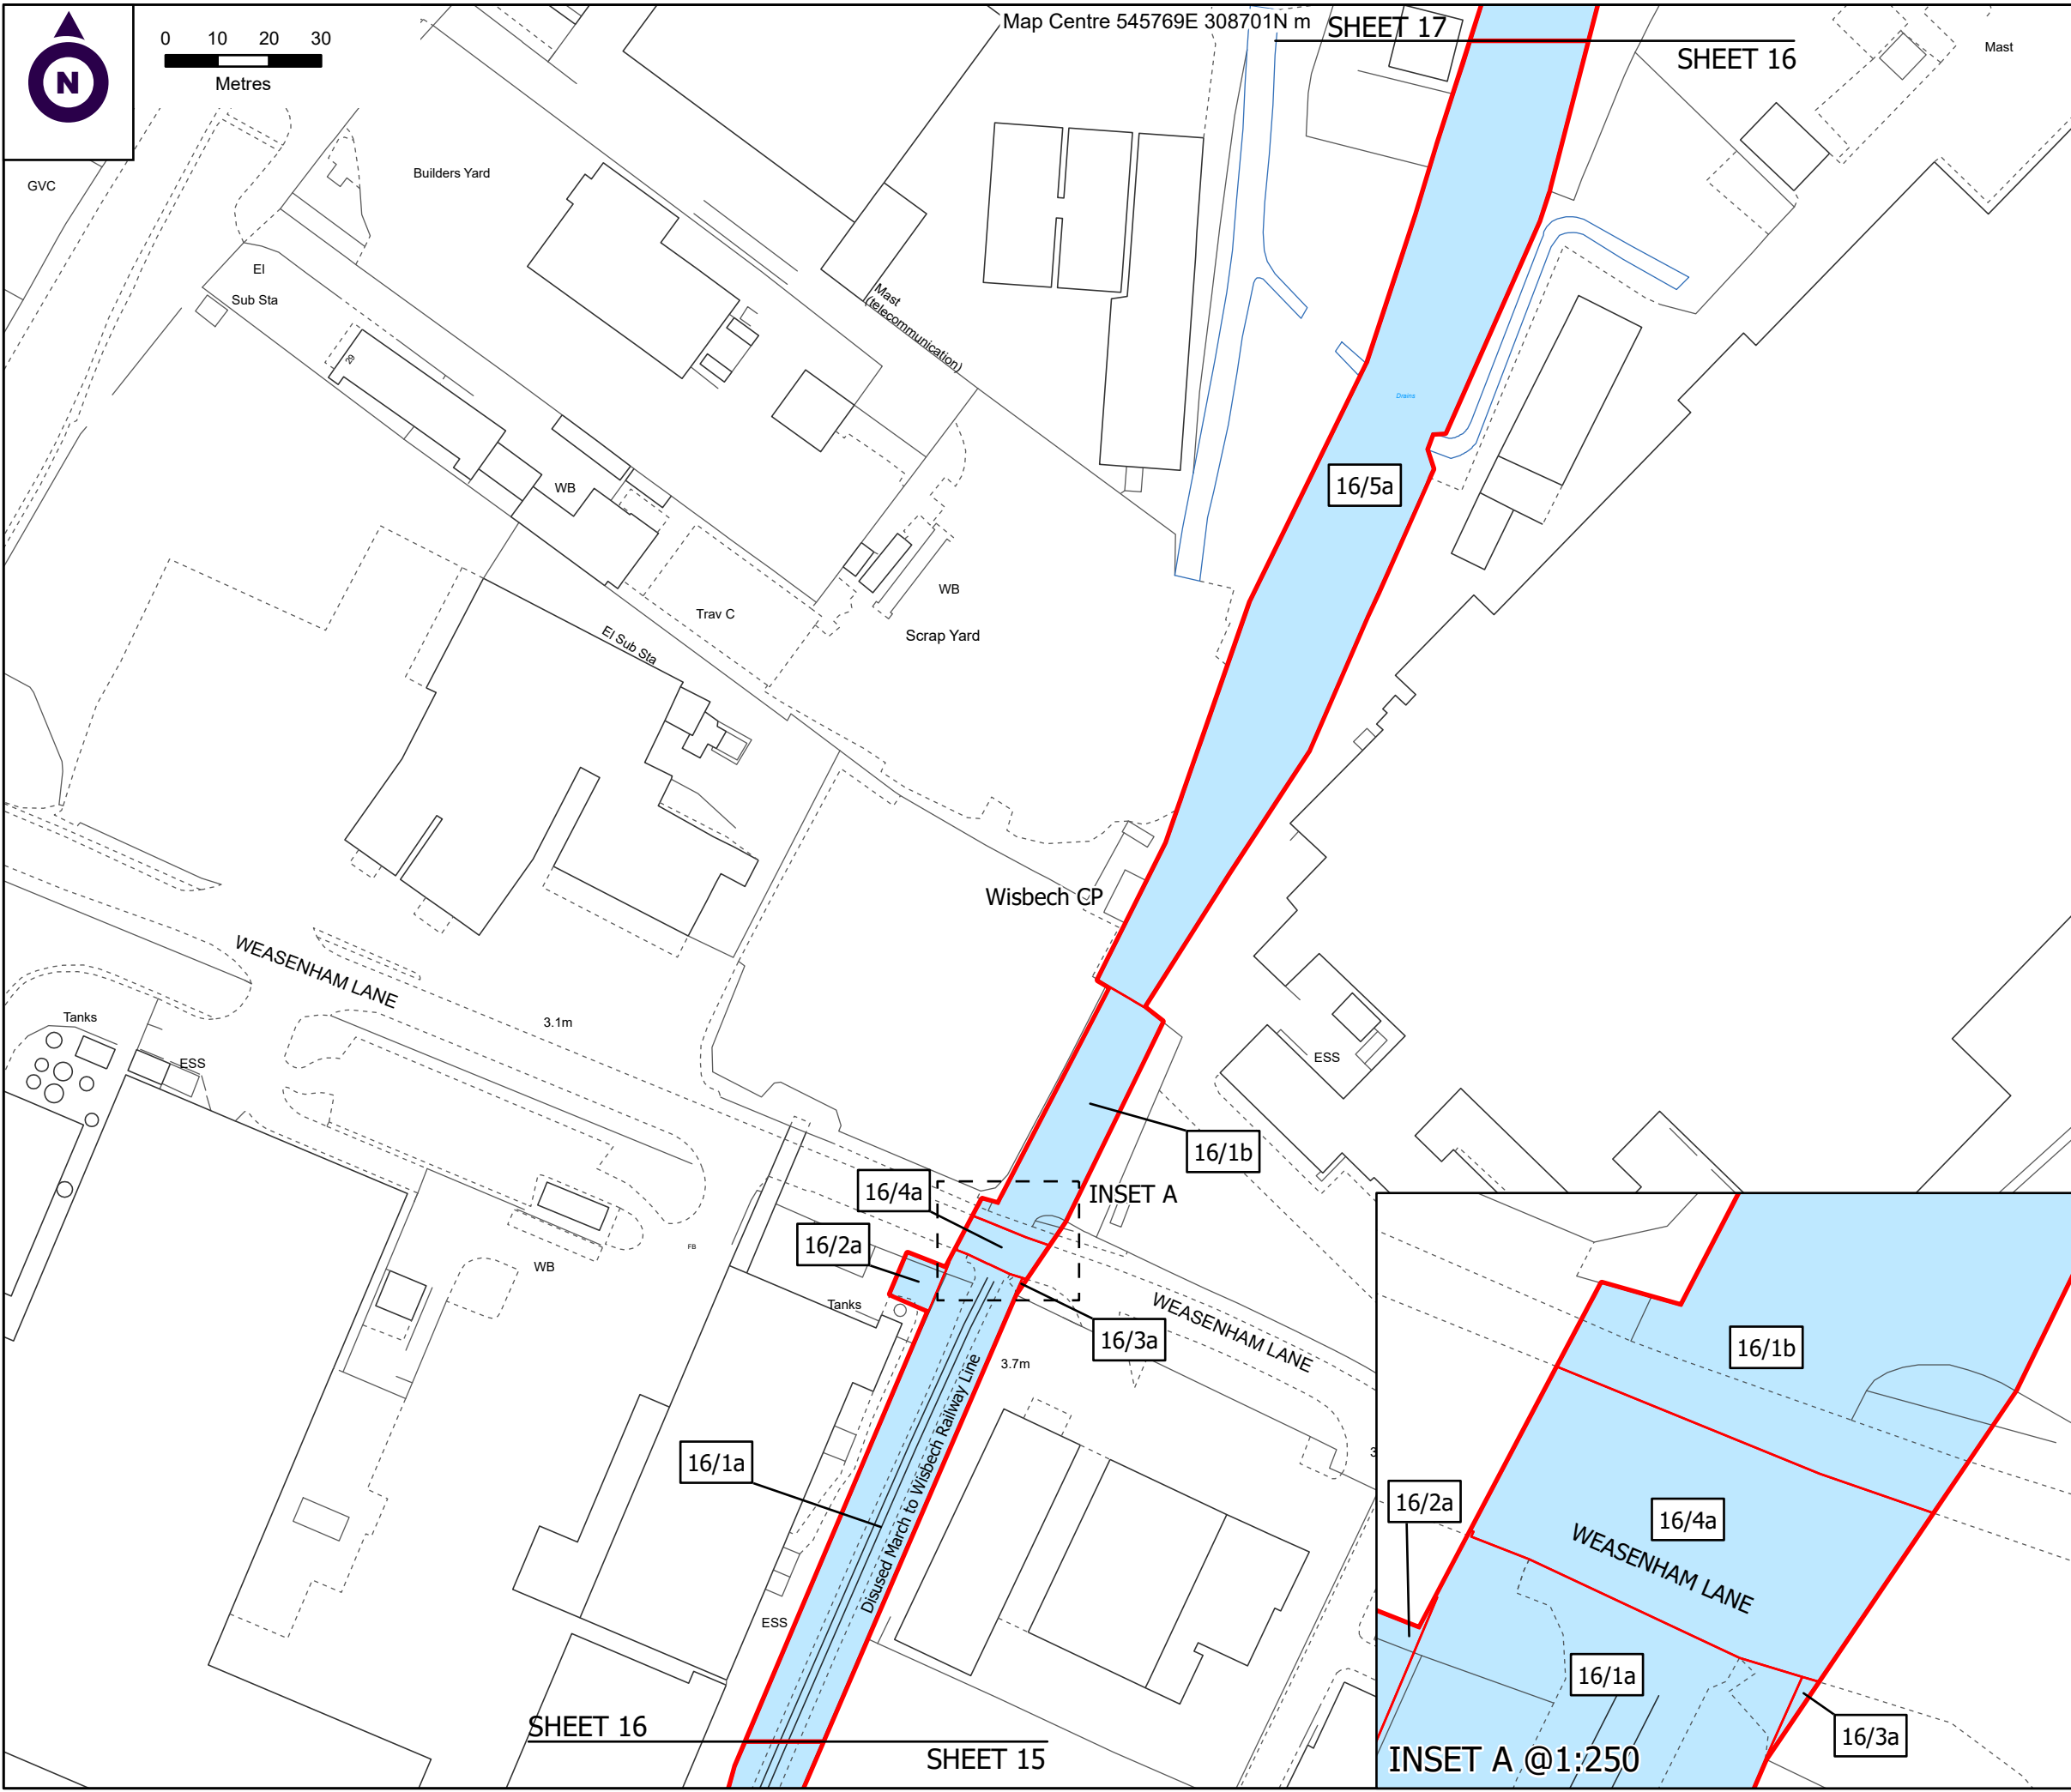 Map Centre 545769E 308701N m
SHEET 17
SHEET 16
N
0 10 20 30
Metres
Mast
GVC
Builders Yard
El
Sub Sta
Mast
(telecommunication)
29
Drains
WB
16/5a
WB
Trav C
Scrap Yard
El Sub Sta
Wisbech CP
WEASENHAM LANE
Tanks
3.1m
ESS
ESS
16/1b
16/4a
INSET A
16/2a
FB
WB
Tanks
WEASENHAM LANE
16/3a
3.7m
16/1a
Disused March to Wisbech Railway Line
ESS
SHEET 16
SHEET 15
16/1b
16/2a
16/4a
WEASENHAM LANE
16/1a
16/3a
INSET A @1:250